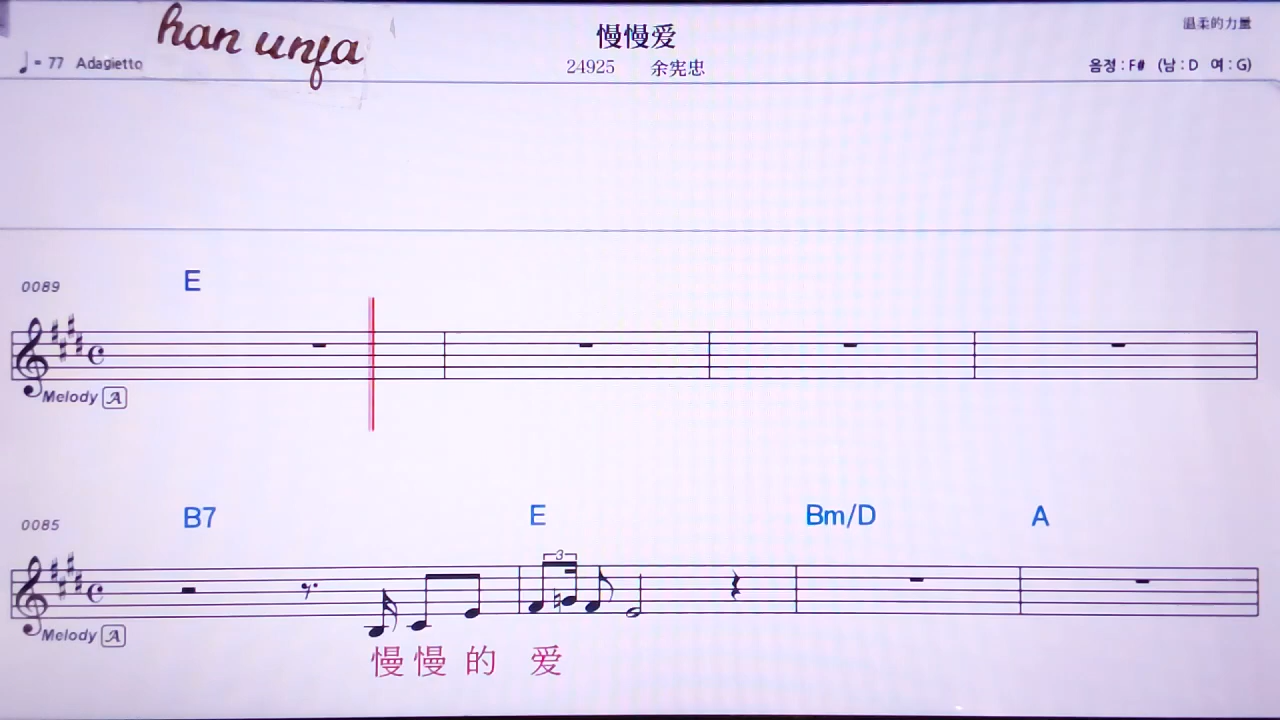 han unfa
慢慢爱
温柔的力量
♩= 77 Adagietto
24925 余宪忠
음정 : F# (남 : D 여 : G)
0089
E
Melody A
0085
B7 E Bm/D A
3
Melody A
慢 慢 的 爱